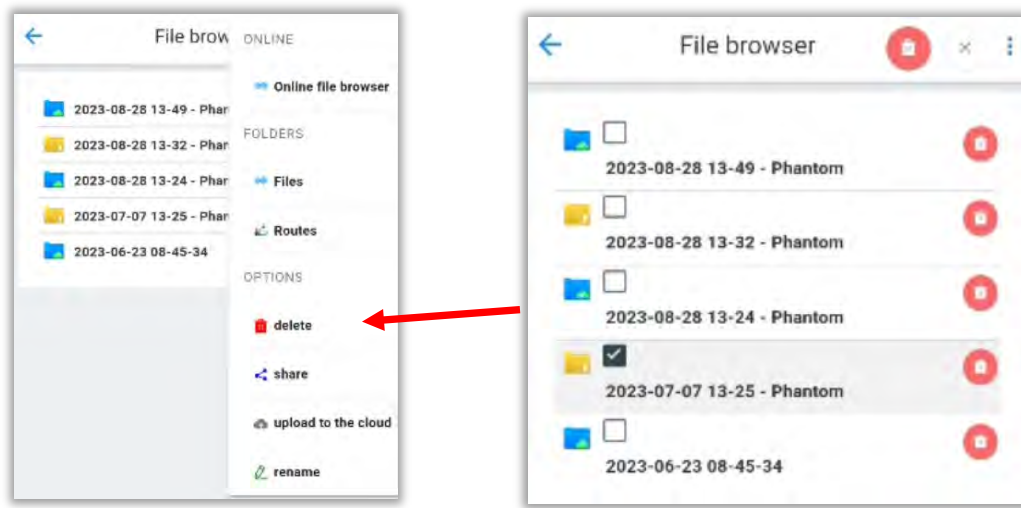 File brow
2023-08-28 13-49 - Phar
2023-08-28 13-32 - Phar
2023-08-28 13-24 - Phar
2023-07-07 13-25 - Phar
2023-06-23 08-45-34
ONLINE
Online file browser
FOLDERS
Files
Routes
OPTIONS
delete
share
upload to the cloud
rename
File browser
2023-08-28 13-49 - Phantom
2023-08-28 13-32 - Phantom
2023-08-28 13-24 - Phantom
2023-07-07 13-25 - Phantom
2023-06-23 08-45-34